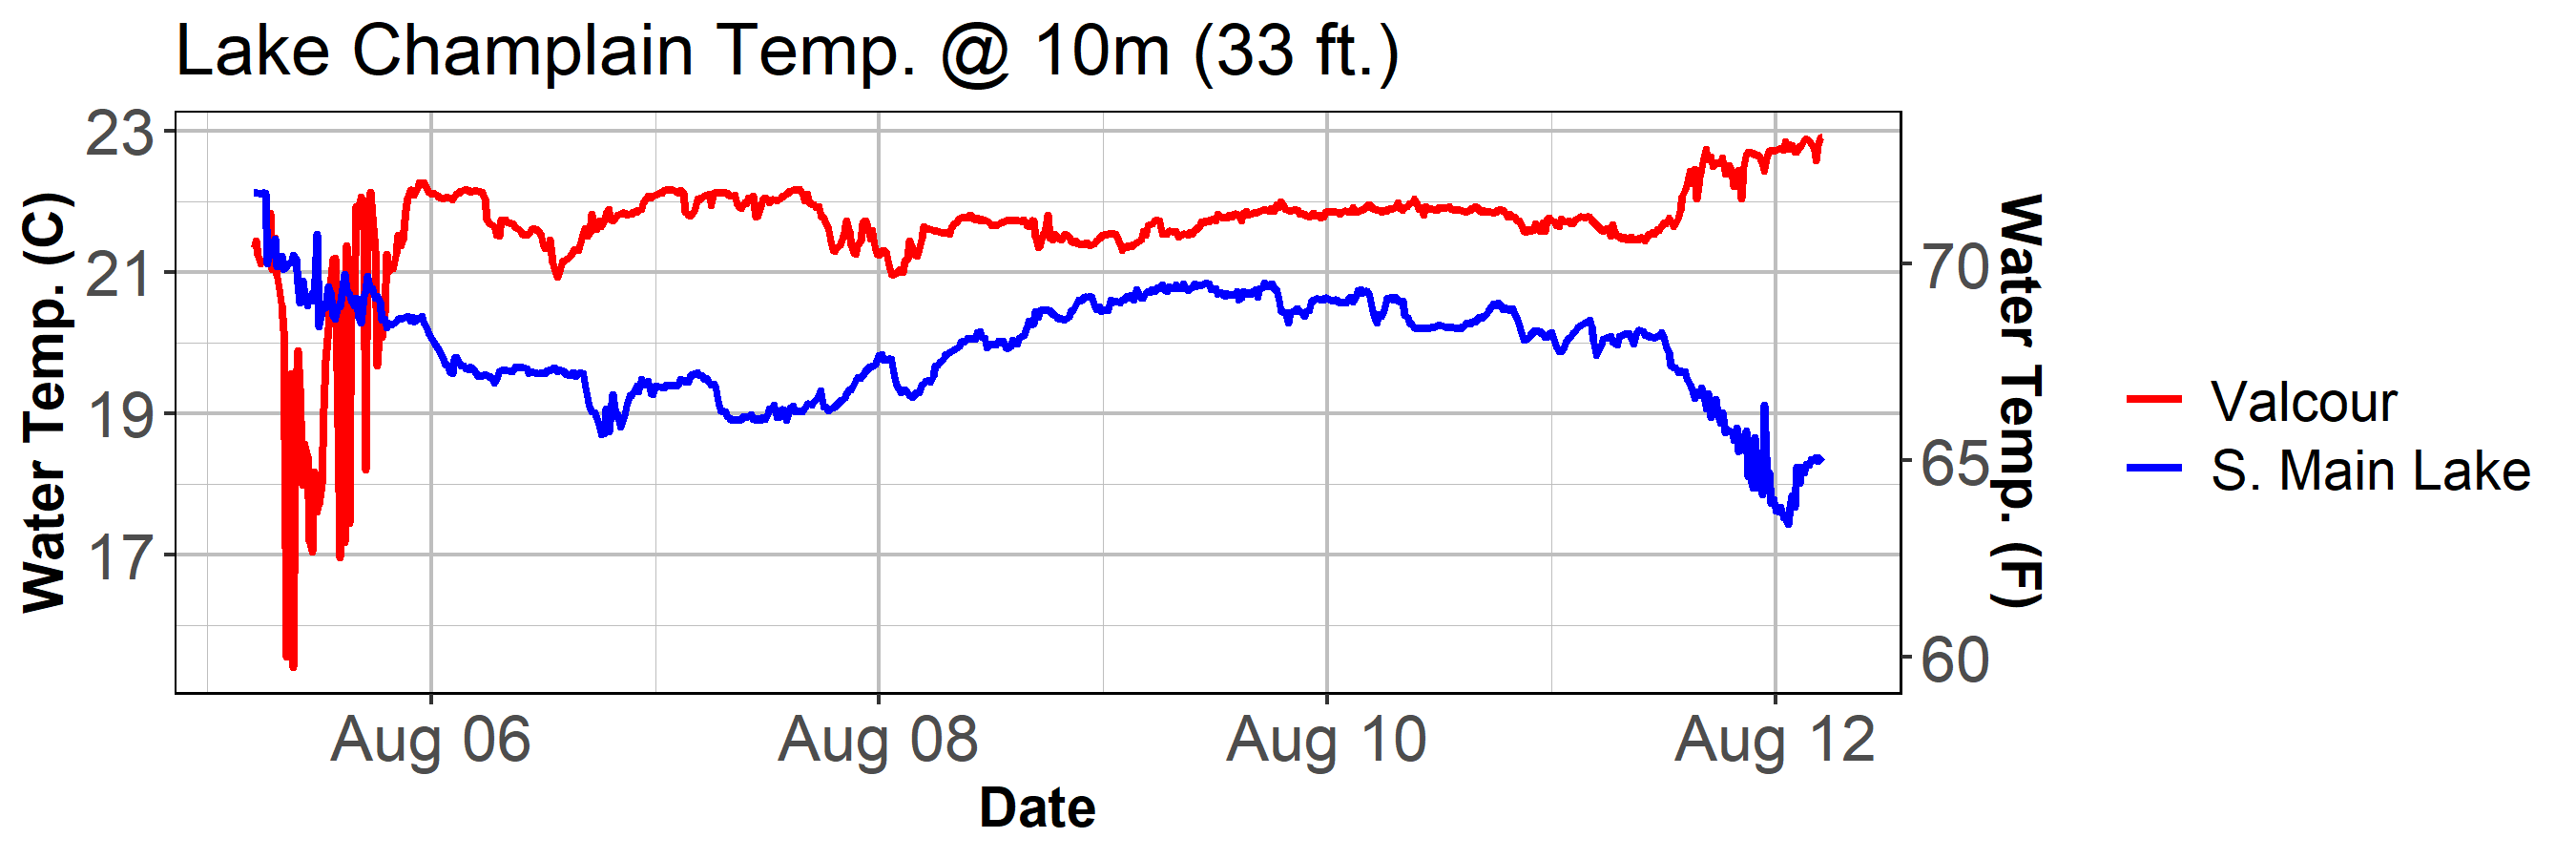 Lake Champlain Temp. @ 10m (33 ft.)
Water Temp. (C)
23
21
19
17
Water Temp. (F)
70
65
60
Aug 06 Aug 08 Aug 10 Aug 12
Date
Valcour
S. Main Lake